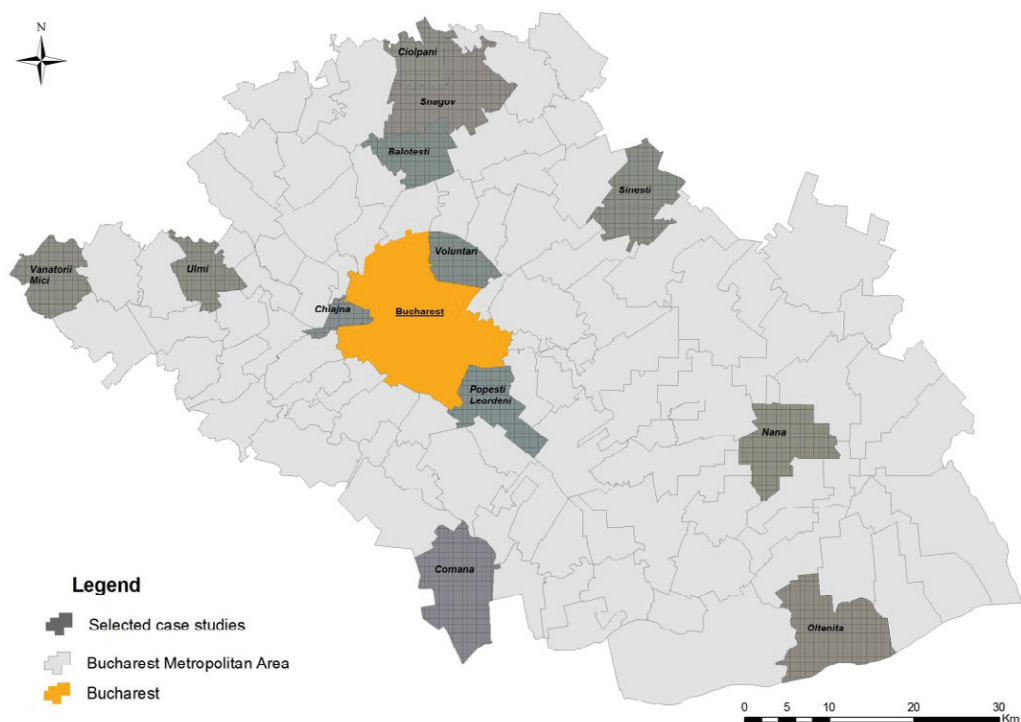 N
Ciolpani
Snagov
Balotesti
Sinesti
Voluntari
Vanatorii
Mici
Ulmi
Chiajna
Bucharest
Popesti
Leordeni
Nana
Comana
Oltenita
Legend
Selected case studies
Bucharest Metropolitan Area
Bucharest
0 2 5 10 20 30
Km